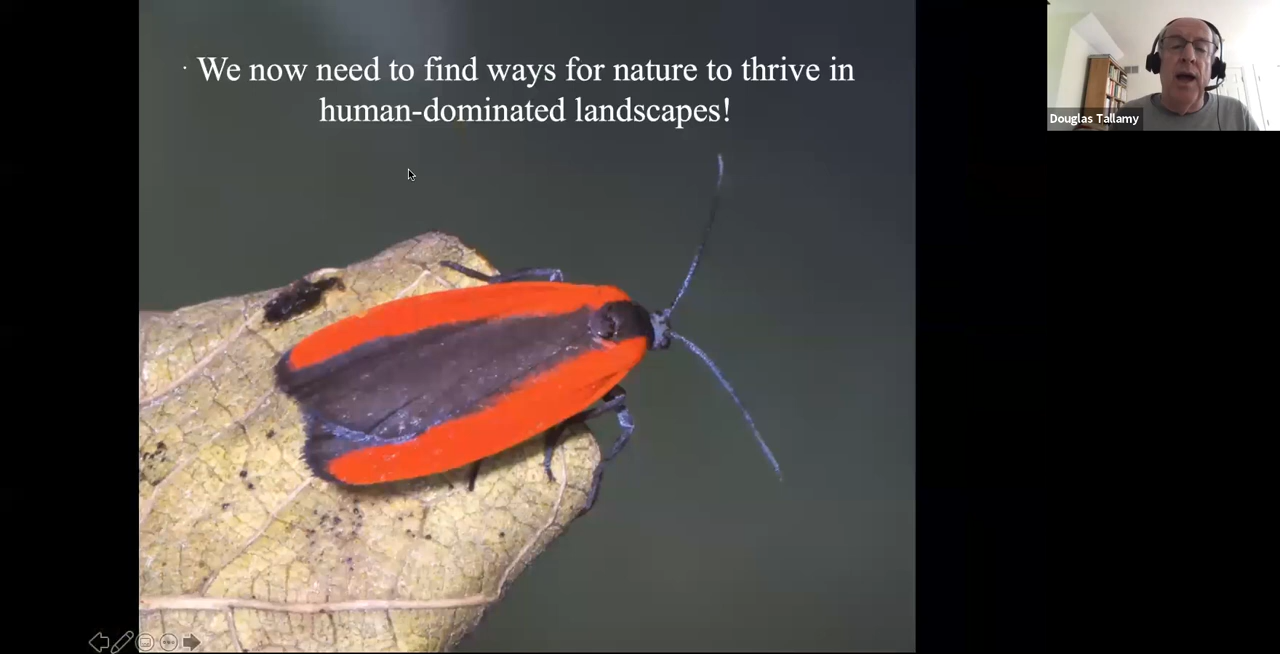 · We now need to find ways for nature to thrive in
human-dominated landscapes!
Douglas Tallamy